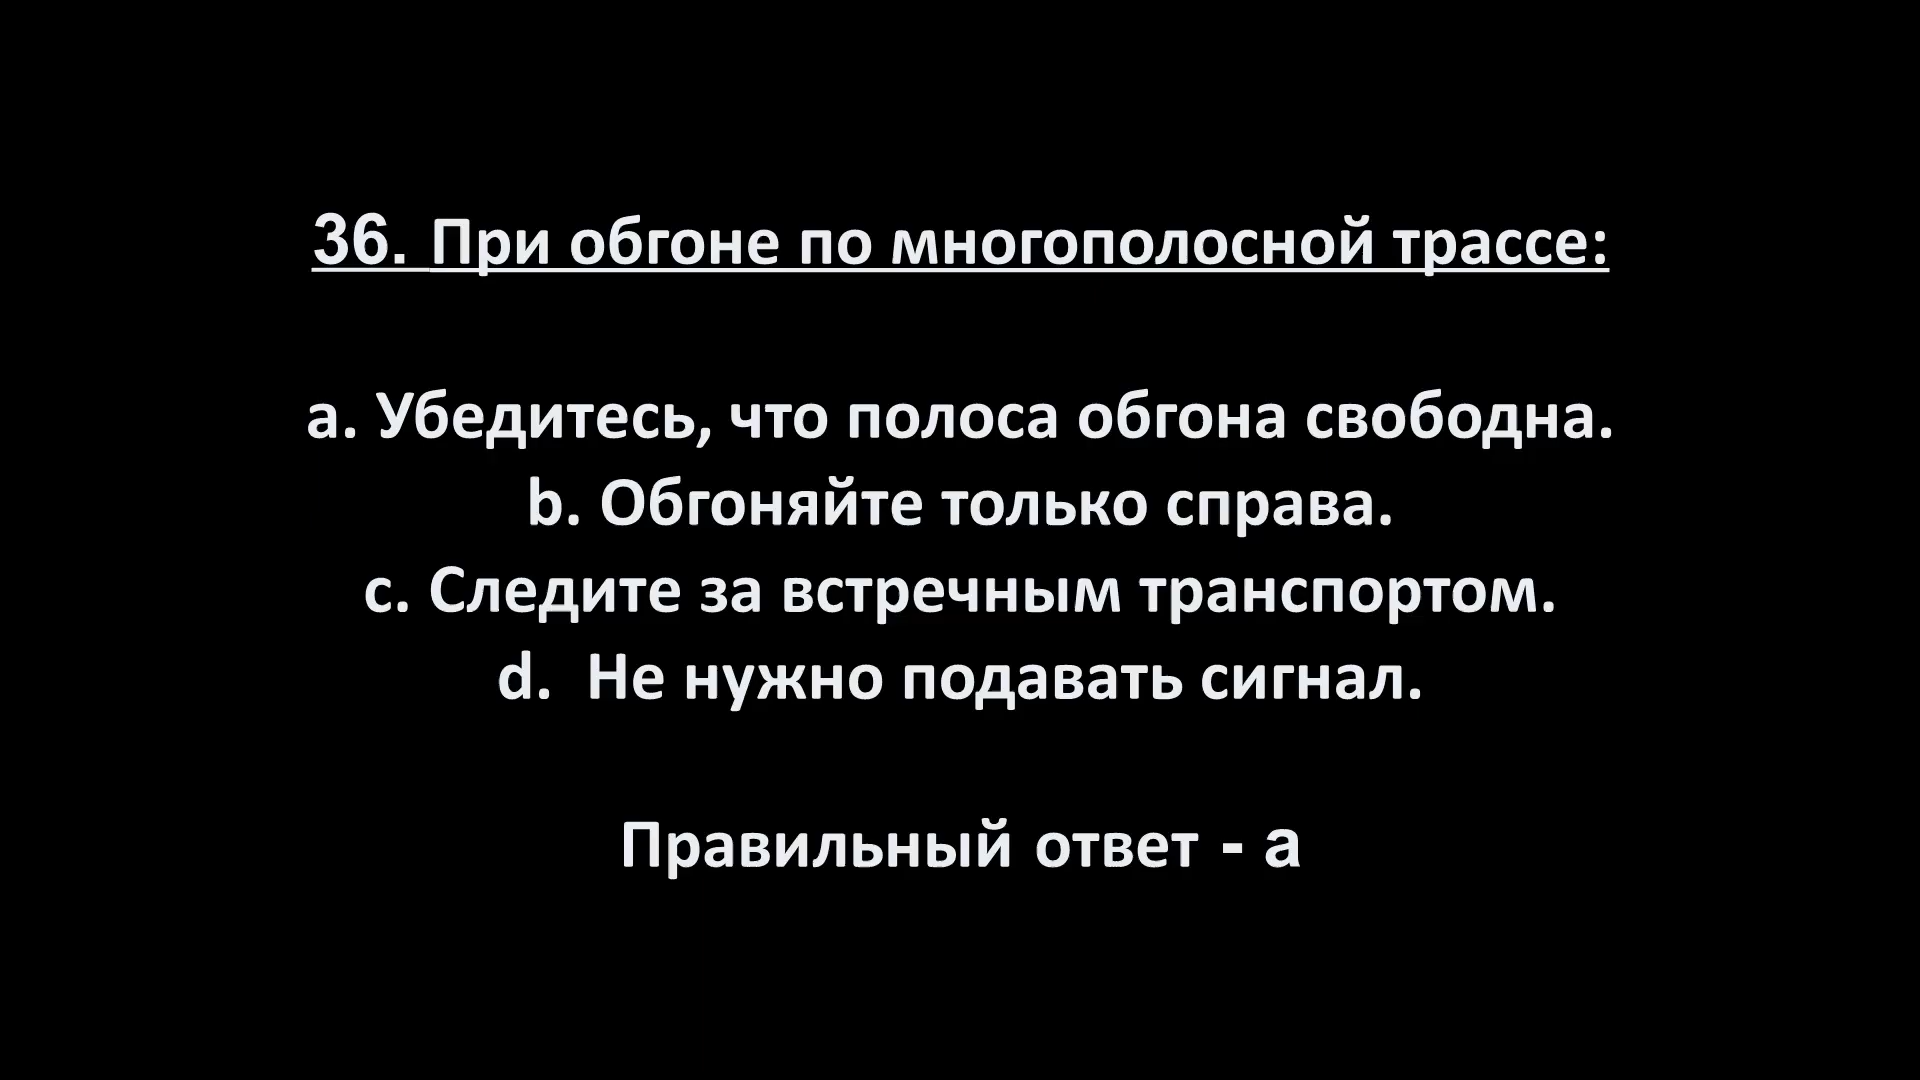 36. При обгоне по многополосной трассе:
a. Убедитесь, что полоса обгона свободна.
b. Обгоняйте только справа.
c. Следите за встречным транспортом.
d. Не нужно подавать сигнал.
Правильный ответ - a